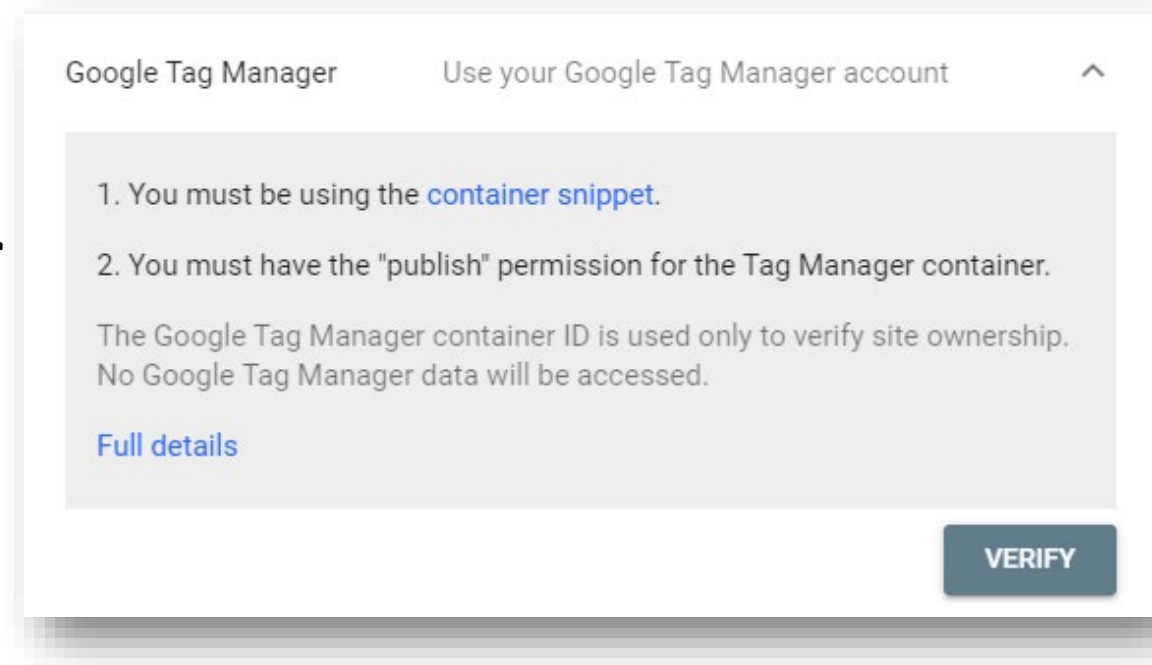 Google Tag Manager Use your Google Tag Manager account
1. You must be using the container snippet.
2. You must have the "publish" permission for the Tag Manager container.
The Google Tag Manager container ID is used only to verify site ownership.
No Google Tag Manager data will be accessed.
Full details
VERIFY